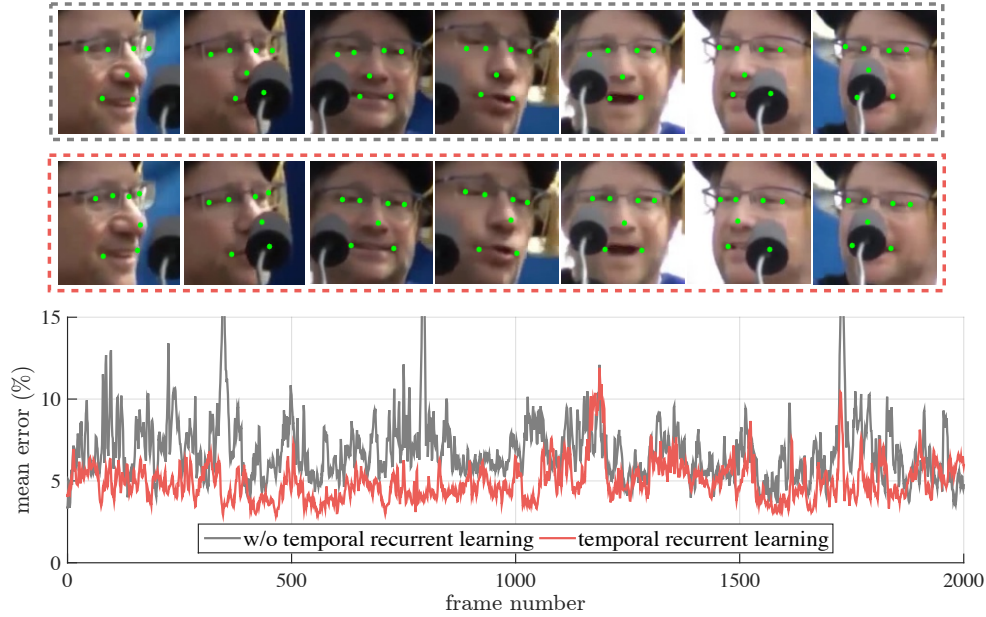 15
10
5
0
mean error (%)
w/o temporal recurrent learning
temporal recurrent learning
0
500
1000
1500
2000
frame number